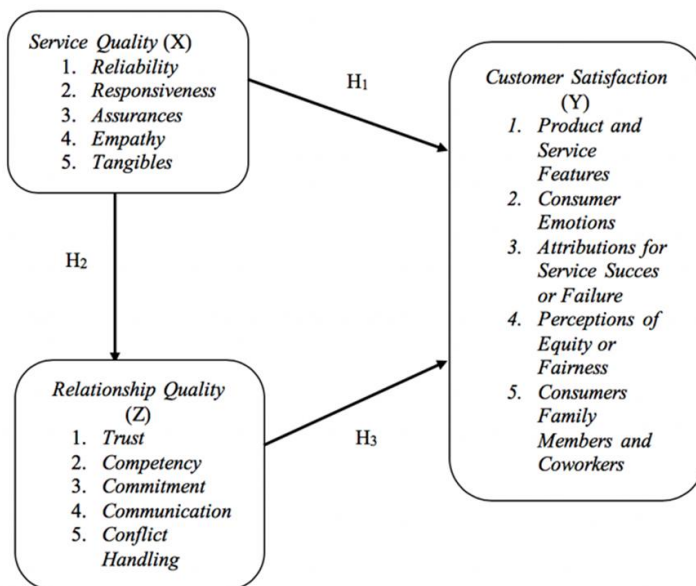 Service Quality (X)
1. Reliability
2. Responsiveness
3. Assurances
4. Empathy
5. Tangibles
H1
Customer Satisfaction
(Y)
1. Product and
Service
Features
2. Consumer
Emotions
3. Attributions for
Service Succes
or Failure
4. Perceptions of
Equity or
Fairness
5. Consumers
Family
Members and
Coworkers
H2
Relationship Quality
(Z)
1. Trust
2. Competency
3. Commitment
4. Communication
5. Conflict
Handling
H3